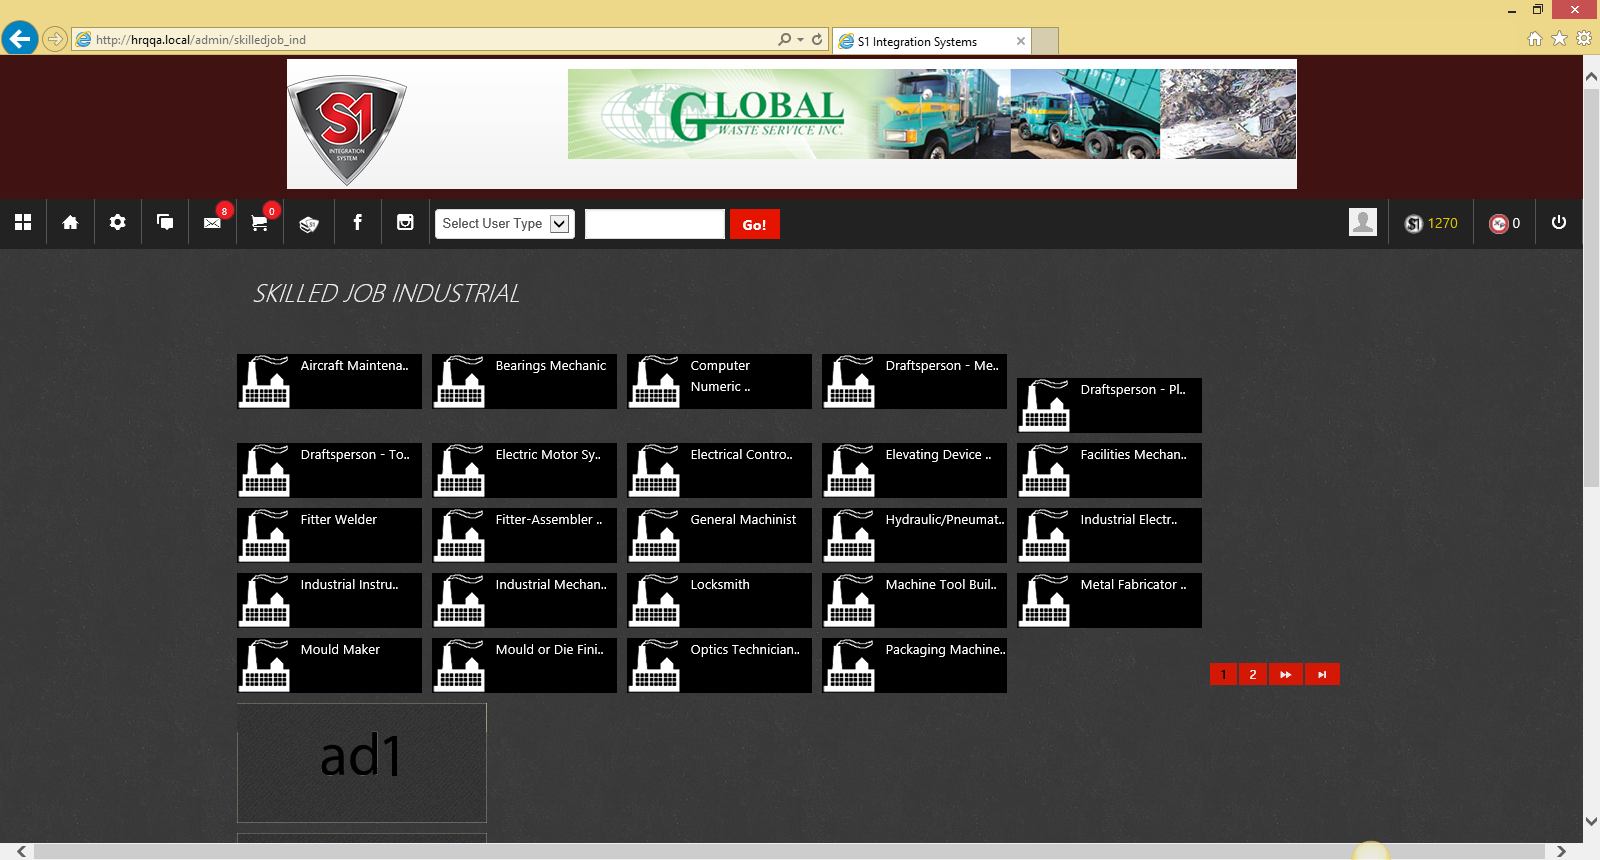 http://hrqqa.local/admin/skilledjob_ind
S1 Integration Systems
S1
INTEGRATION
SYSTEM
GLOBAL
WASTE SERVICE INC.
8
0
Select User Type
Go!
S1 1270
0
SKILLED JOB INDUSTRIAL
Aircraft Maintena..
Bearings Mechanic
Computer
Numeric ..
Draftsperson - Me..
Draftsperson - Pl..
Draftsperson - To..
Electric Motor Sy..
Electrical Contro..
Elevating Device ..
Facilities Mechan..
Fitter Welder
Fitter-Assembler ..
General Machinist
Hydraulic/Pneumat..
Industrial Electr..
Industrial Instru..
Industrial Mechan..
Locksmith
Machine Tool Buil..
Metal Fabricator ..
Mould Maker
Mould or Die Fini..
Optics Technician..
Packaging Machine..
1 2
ad1